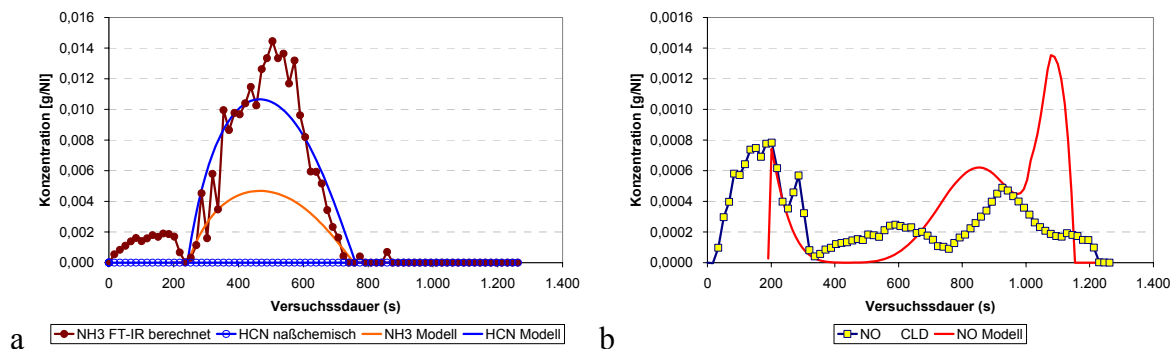 0,016
0,014
0,012
0,010
0,008
0,006
0,004
0,002
0,000
Konzentration [g/Nl]
0
200
400
600
800
1.000
1.200
1.400
Versuchssdauer (s)
NH3 FT-IR berechnet
HCN naßchemisch
NH3 Modell
HCN Modell
a
0,0016
0,0014
0,0012
0,0010
0,0008
0,0006
0,0004
0,0002
0,0000
Konzentration [g/Nl]
0
200
400
600
800
1.000
1.200
1.400
Versuchssdauer (s)
NO CLD
NO Modell
b